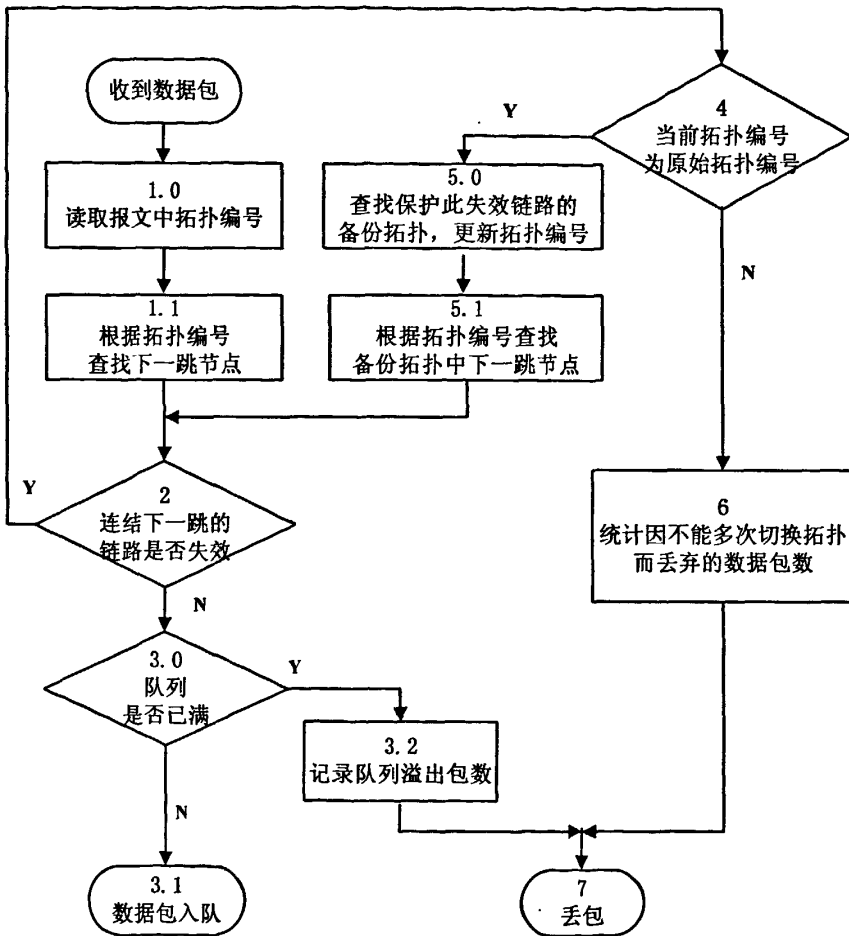 收到数据包
1.0
读取报文中拓扑编号
1.1
根据拓扑编号
查找下一跳节点
Y
4
当前拓扑编号
为原始拓扑编号
5.0
查找保护此失效链路的
备份拓扑，更新拓扑编号
N
5.1
根据拓扑编号查找
备份拓扑中下一跳节点
Y
2
连结下一跳的
链路是否失效
6
统计因不能多次切换拓扑
而丢弃的数据包数
N
3.0
队列
是否已满
Y
3.2
记录队列溢出包数
N
3.1
数据包入队
7
丢包